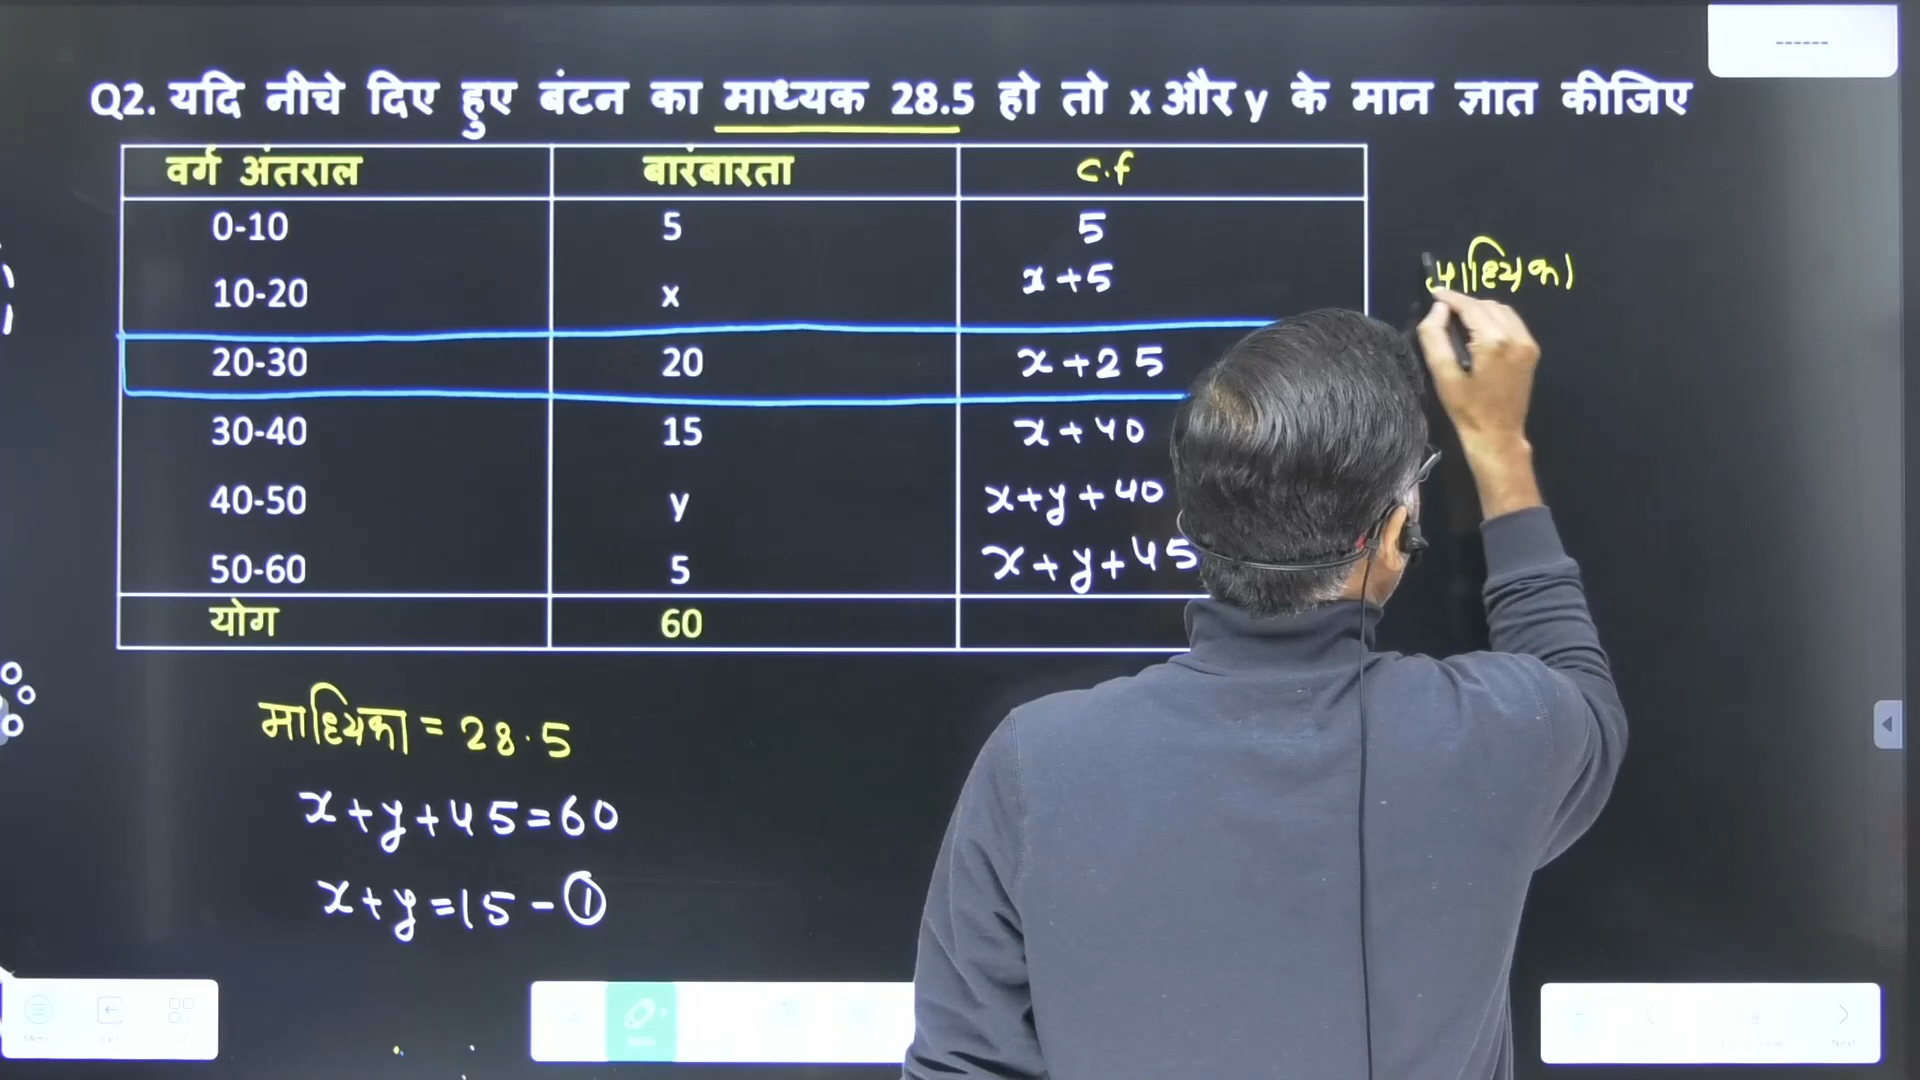 Q2. यदि नीचे दिए हुए बंटन का माध्यक 28.5 हो तो x और y के मान ज्ञात कीजिए
वर्ग अंतराल बारंबारता c.f
0-10 5 5
10-20 x x+5
20-30 20 x+25
30-40 15 x+40
40-50 y x+y+40
50-60 5 x+y+45
योग 60
माध्यिका
माध्यिका = 28.5
x+y+45=60
x+y=15 - ①